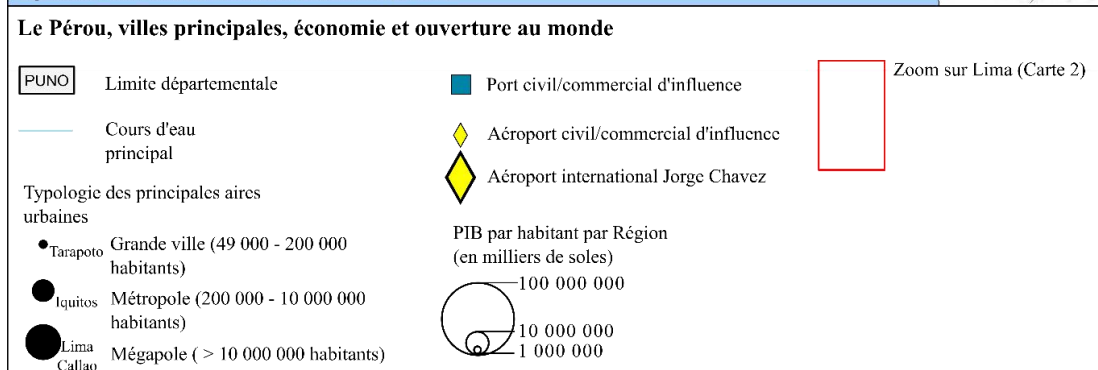 Le Pérou, villes principales, économie et ouverture au monde
PUNO
Limite départementale
Cours d'eau
principal
Typologie des principales aires
urbaines
Tarapoto
Grande ville (49 000 - 200 000
habitants)
Iquitos
Métropole (200 000 - 10 000 000
habitants)
Lima
Callao
Mégapole ( > 10 000 000 habitants)
Port civil/commercial d'influence
Aéroport civil/commercial d'influence
Aéroport international Jorge Chavez
PIB par habitant par Région
(en milliers de soles)
100 000 000
10 000 000
1 000 000
Zoom sur Lima (Carte 2)